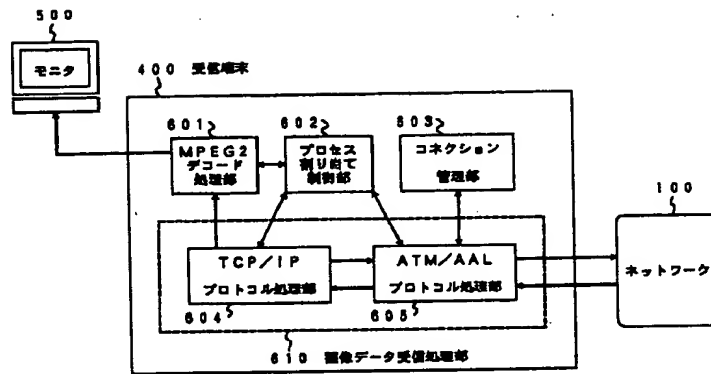 500
モニタ
400 受信端末
601
MPEG2
デコード
処理部
602
プロセス
割り当て
制御部
603
コネクション
管理部
100
ネットワーク
TCP/IP
プロトコル処理部
604
ATM/AAL
プロトコル処理部
605
610 画像データ受信処理部